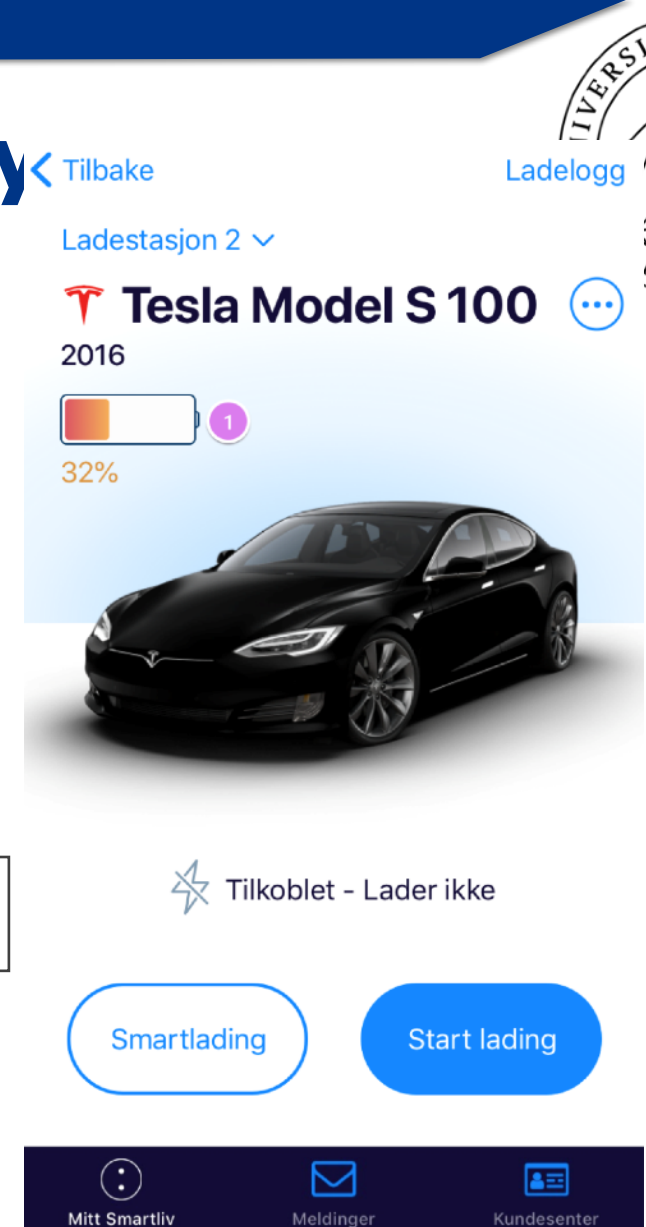 y
Tilbake
Ladelogg
Ladestasjon 2
Tesla Model S 100
2016
1
32%
Tilkoblet - Lader ikke
Smartlading
Start lading
Mitt Smartliv
Meldinger
Kundesenter